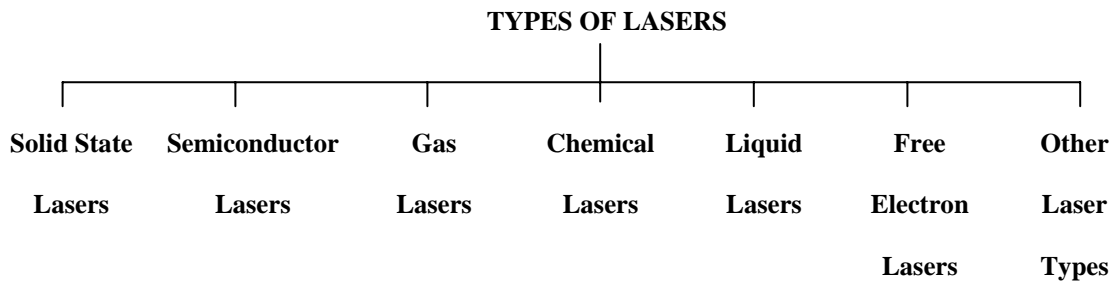 TYPES OF LASERS
Solid State Semiconductor Gas Chemical Liquid Free Other
Lasers Lasers Lasers Lasers Lasers Electron Laser
Lasers Types